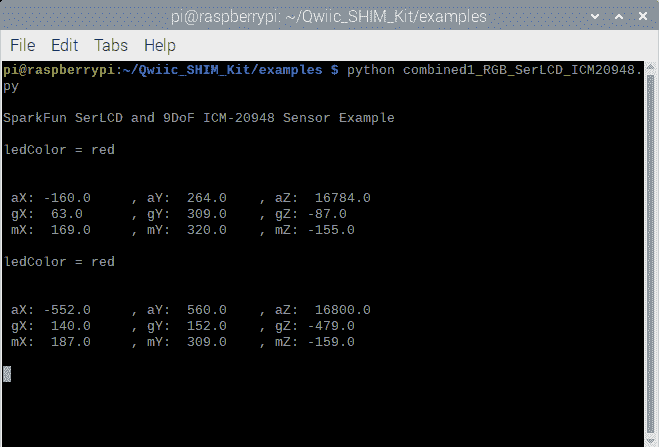 pi@raspberrypi: ~/Qwiic_SHIM_Kit/examples
File Edit Tabs Help
pi@raspberrypi:~/Qwiic_SHIM_Kit/examples $ python combined1_RGB_SerLCD_ICM20948.
py
SparkFun SerLCD and 9DoF ICM-20948 Sensor Example
ledColor = red
aX: -160.0     , aY:  264.0    , aZ:  16784.0
gX:  63.0      , gY:  309.0    , gZ: -87.0
mX:  169.0     , mY:  320.0    , mZ: -155.0
ledColor = red
aX: -552.0     , aY:  560.0    , aZ:  16800.0
gX:  140.0     , gY:  152.0    , gZ: -479.0
mX:  187.0     , mY:  309.0    , mZ: -159.0